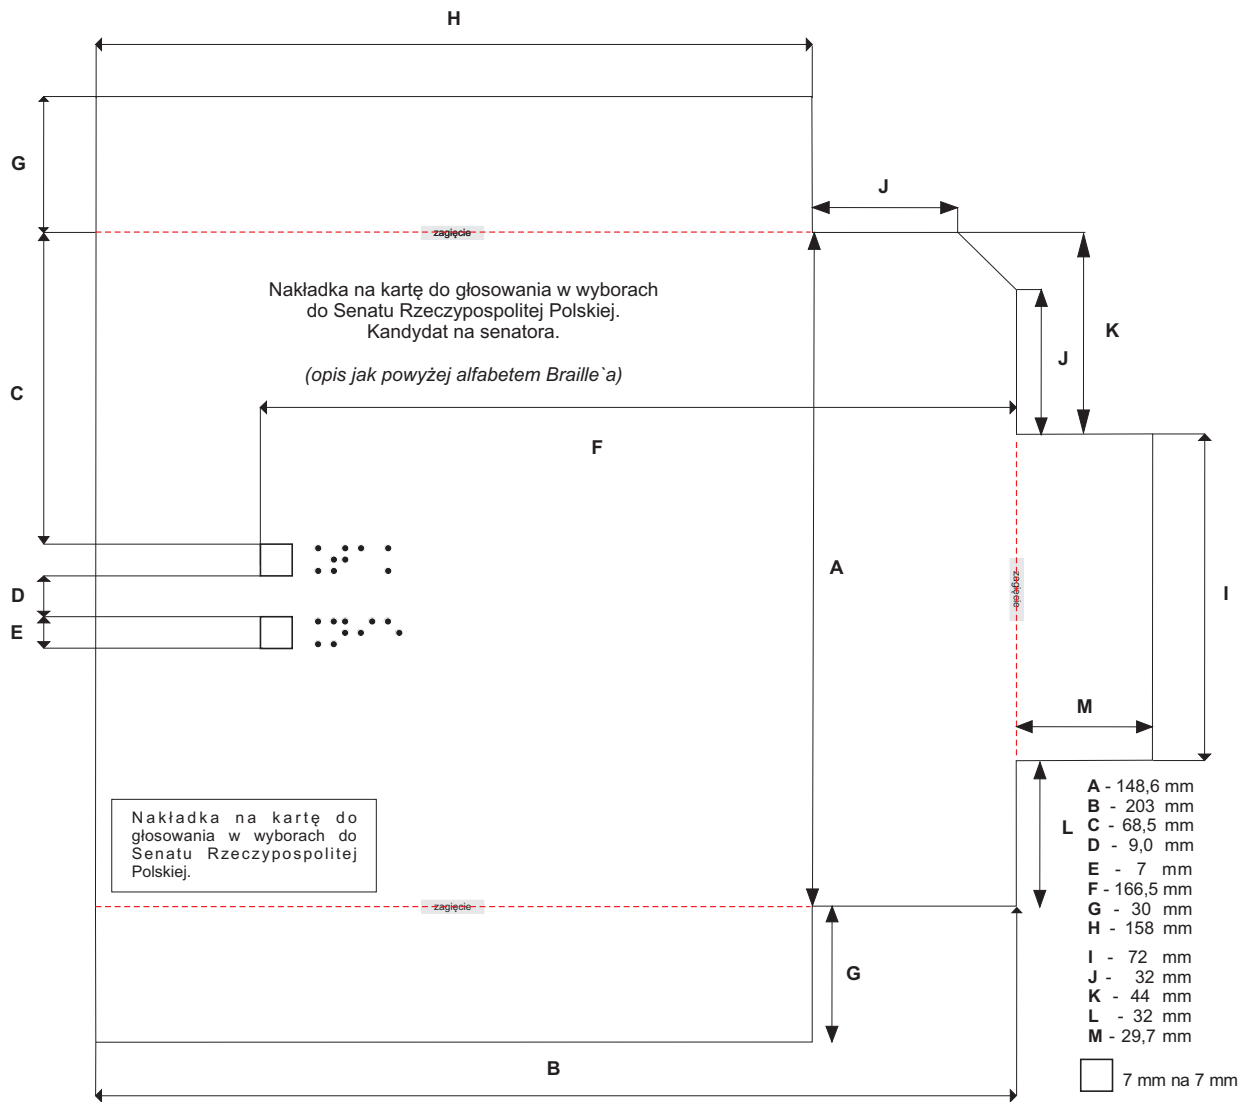 H
G
J
zagięcie
Nakładka na kartę do głosowania w wyborach
do Senatu Rzeczypospolitej Polskiej.
Kandydat na senatora.
K
J
(opis jak powyżej alfabetem Braille`a)
C
F
A
zagięcie
I
D
E
M
A - 148,6 mm
B - 203 mm
L
C - 68,5 mm
D - 9,0 mm
E - 7 mm
F - 166,5 mm
G - 30 mm
H - 158 mm
I - 72 mm
J - 32 mm
K - 44 mm
L - 32 mm
M - 29,7 mm
Nakładka na kartę do
głosowania w wyborach do
Senatu Rzeczypospolitej
Polskiej.
zagięcie
G
B
7 mm na 7 mm